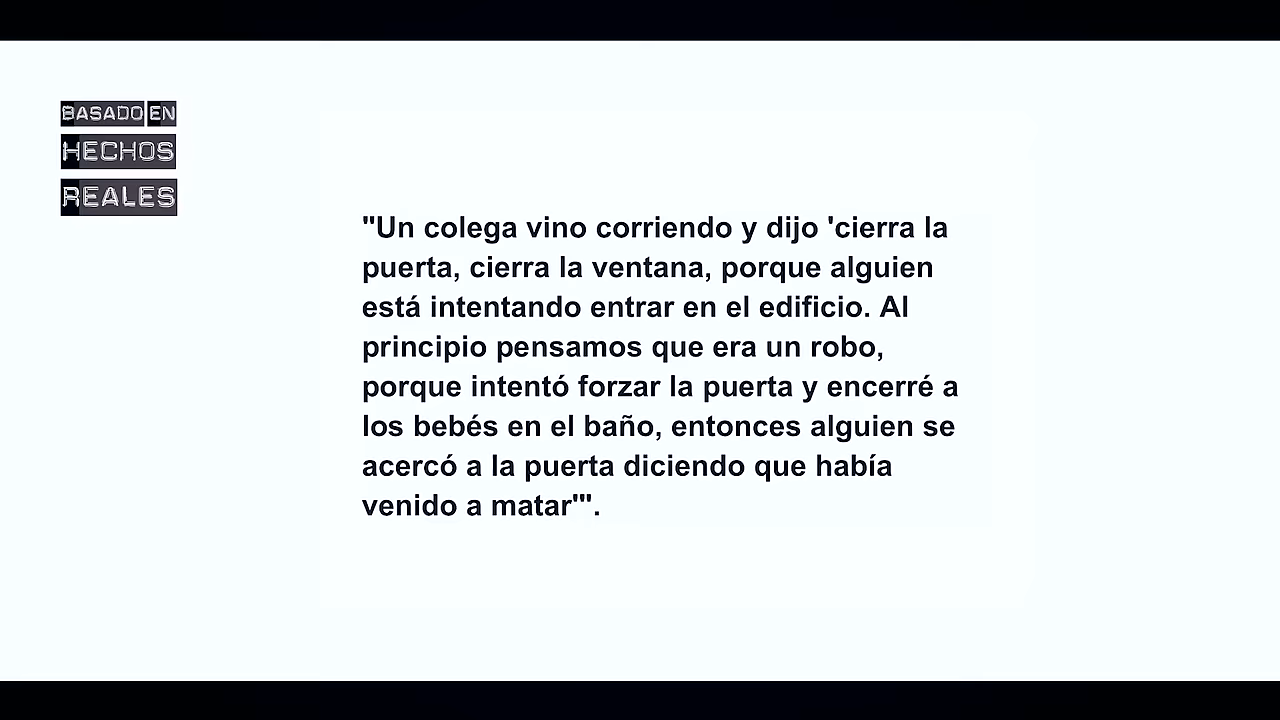 BASADO EN
HECHOS
REALES
"Un colega vino corriendo y dijo 'cierra la
puerta, cierra la ventana, porque alguien
está intentando entrar en el edificio. Al
principio pensamos que era un robo,
porque intentó forzar la puerta y encerré a
los bebés en el baño, entonces alguien se
acercó a la puerta diciendo que había
venido a matar'".